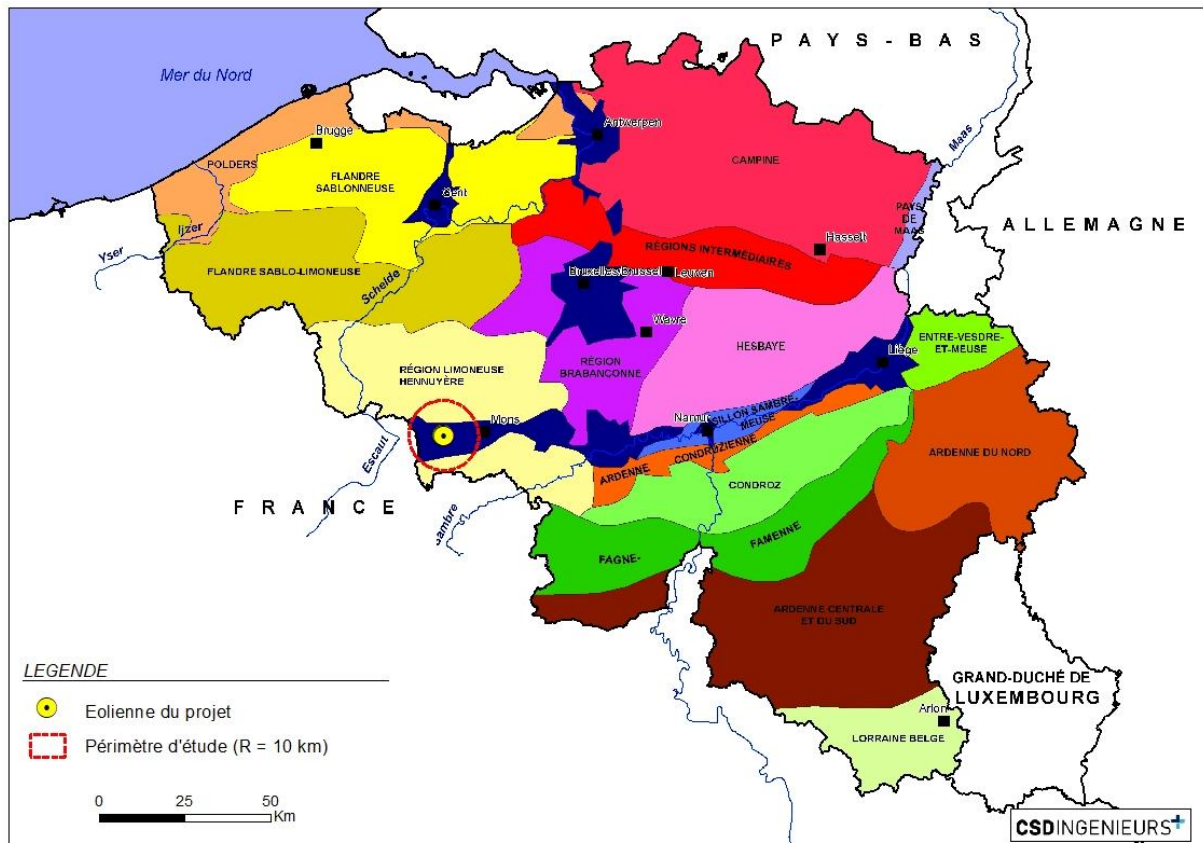 PAYS-BAS
Mer du Nord
Maas
Antwerpen
Brugge
POLDERS
CAMPINE
FLANDRE
SABLONNEUSE
Gent
PAYS
DE
MAAS
ALLEMAGNE
Ijzer
Yser
Hasselt
RÉGIONS INTERMÉDIAIRES
FLANDRE SABLO-LIMONEUSE
Schelde
Bruxelles/Brussel
Leuven
Wavre
HESBAYE
ENTRE-VESDRE-
ET-MEUSE
Liège
RÉGION LIMONEUSE
HENNUYÈRE
RÉGION
BRABANÇONNE
Mons
Namur
SILLON SAMBRE-
MEUSE
Escaut
ARDENNE CONDRUZIENNE
ARDENNE DU NORD
CONDROZ
FRANCE
Sambre
FAGNE-
FAMENNE
ARDENNE CENTRALE
ET DU SUD
GRAND-DUCHÉ DE
LUXEMBOURG
Arlon
LORRAINE BELGE
LEGENDE
Eolienne du projet
Périmètre d'étude (R = 10 km)
0 25 50
Km
CSDINGENIEURS+